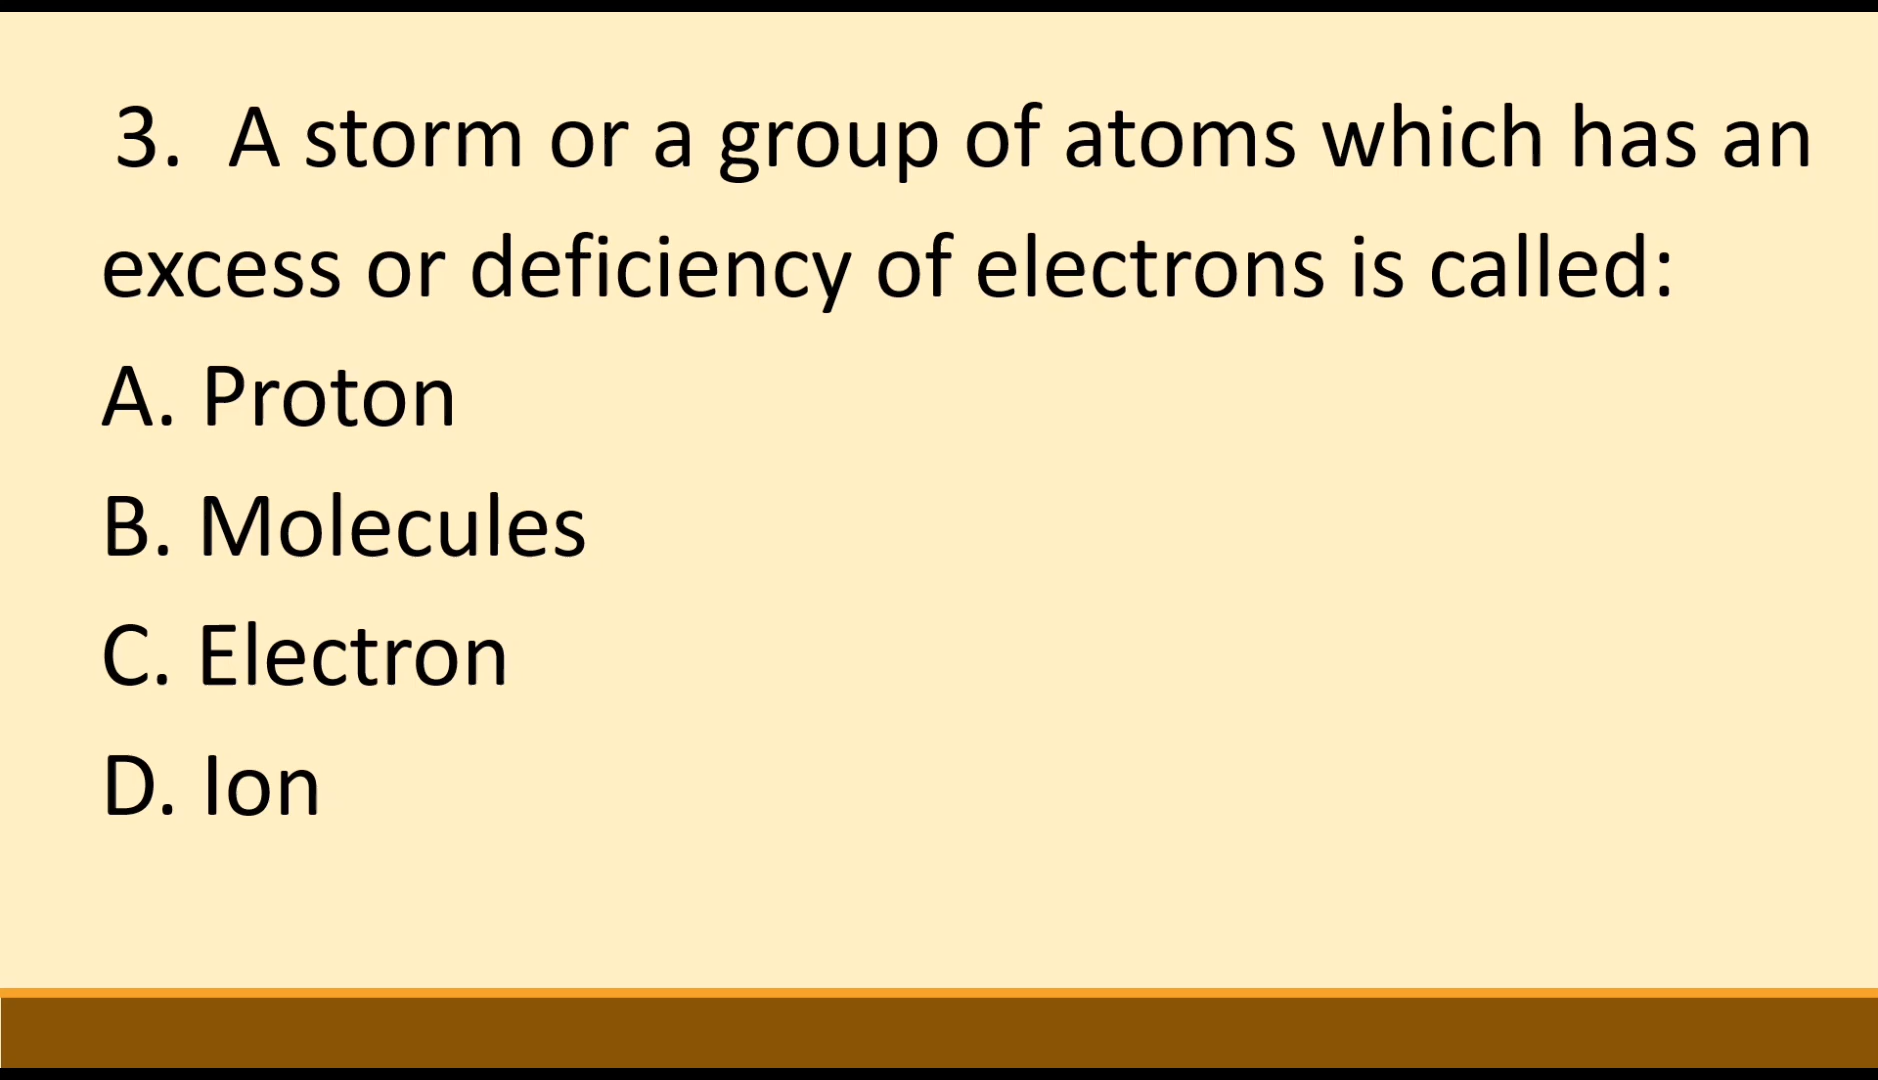 3. A storm or a group of atoms which has an
excess or deficiency of electrons is called:
A. Proton
B. Molecules
C. Electron
D. Ion